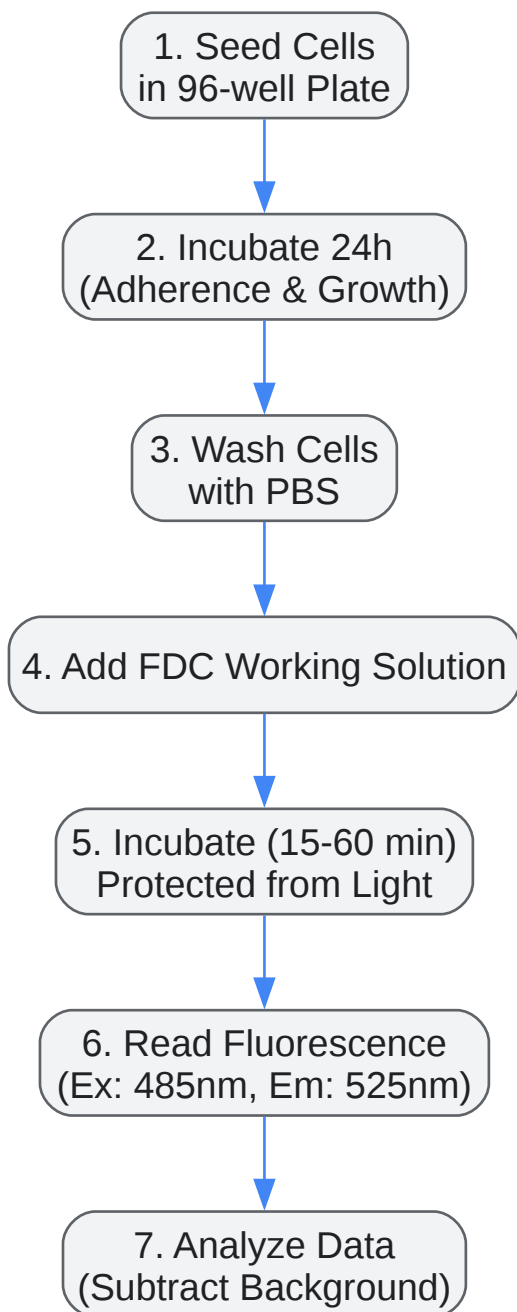 1. Seed Cells
in 96-well Plate
2. Incubate 24h
(Adherence & Growth)
3. Wash Cells
with PBS
4. Add FDC Working Solution
5. Incubate (15-60 min)
Protected from Light
6. Read Fluorescence
(Ex: 485nm, Em: 525nm)
7. Analyze Data
(Subtract Background)